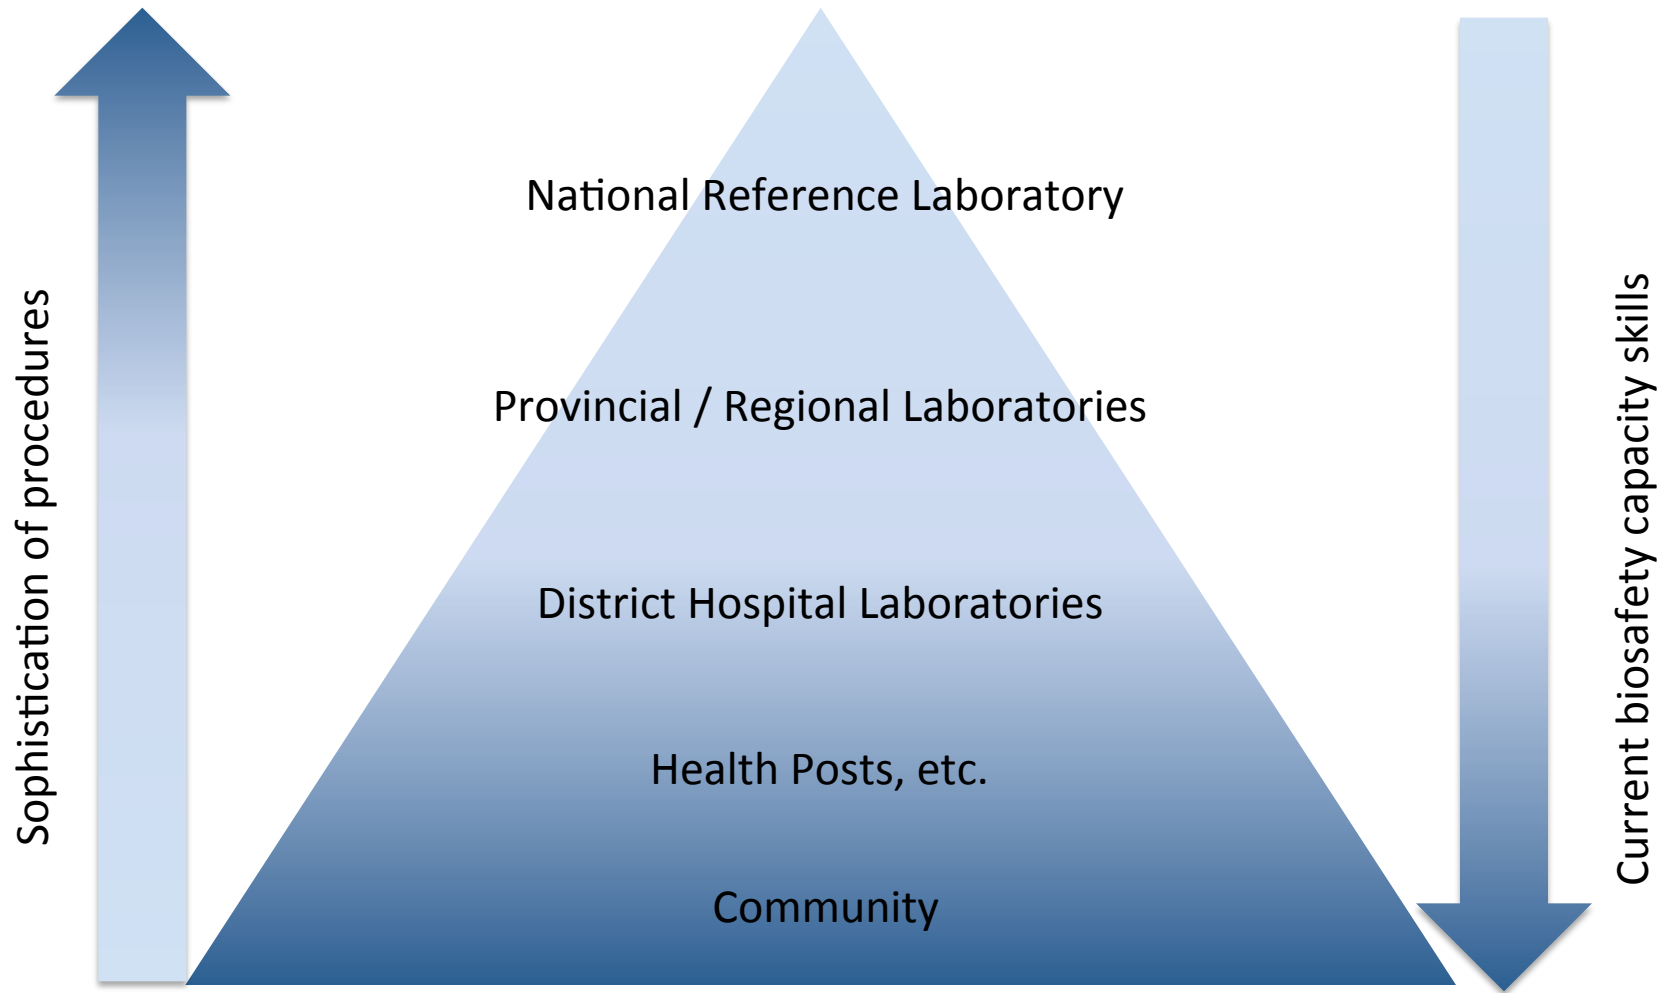 National Reference Laboratory
Provincial / Regional Laboratories
District Hospital Laboratories
Health Posts, etc.
Community
Sophistication of procedures
Current biosafety capacity skills